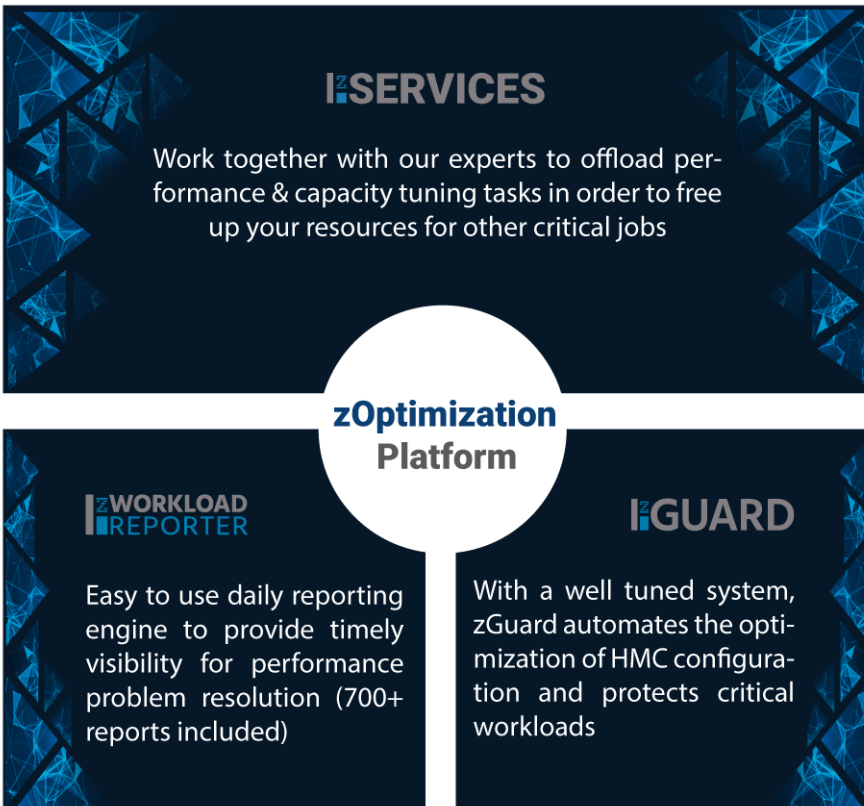 zSERVICES
Work together with our experts to offload per-
formance & capacity tuning tasks in order to free
up your resources for other critical jobs
zOptimization
Platform
zWORKLOAD
REPORTER
Easy to use daily reporting
engine to provide timely
visibility for performance
problem resolution (700+
reports included)
zGUARD
With a well tuned system,
zGuard automates the opti-
mization of HMC configura-
tion and protects critical
workloads